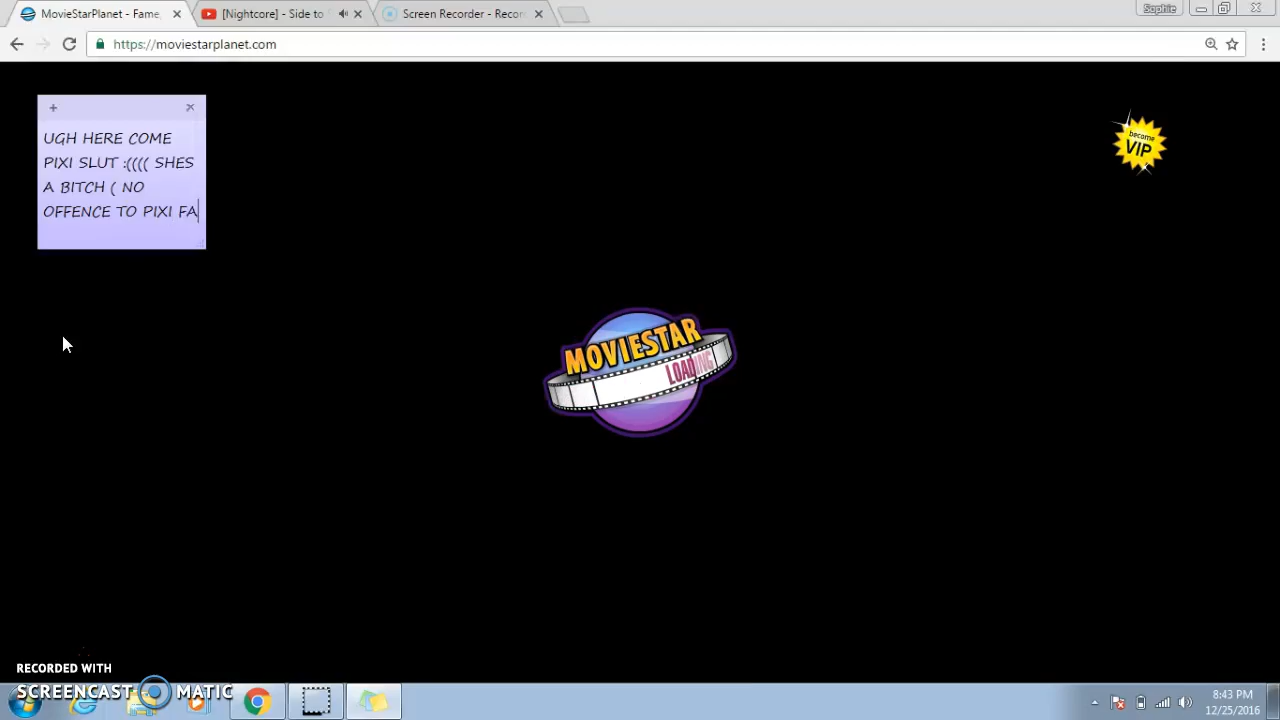 MovieStarPlanet - Fame,
[Nightcore] - Side to
Screen Recorder - Recor
Sophie
https://moviestarplanet.com
UGH HERE COME
PIXI SLUT :(((( SHES
A BITCH ( NO
OFFENCE TO PIXI FA
become
VIP
MOVIESTAR
LOADING
RECORDED WITH
SCREENCAST MATIC
8:43 PM
12/25/2016